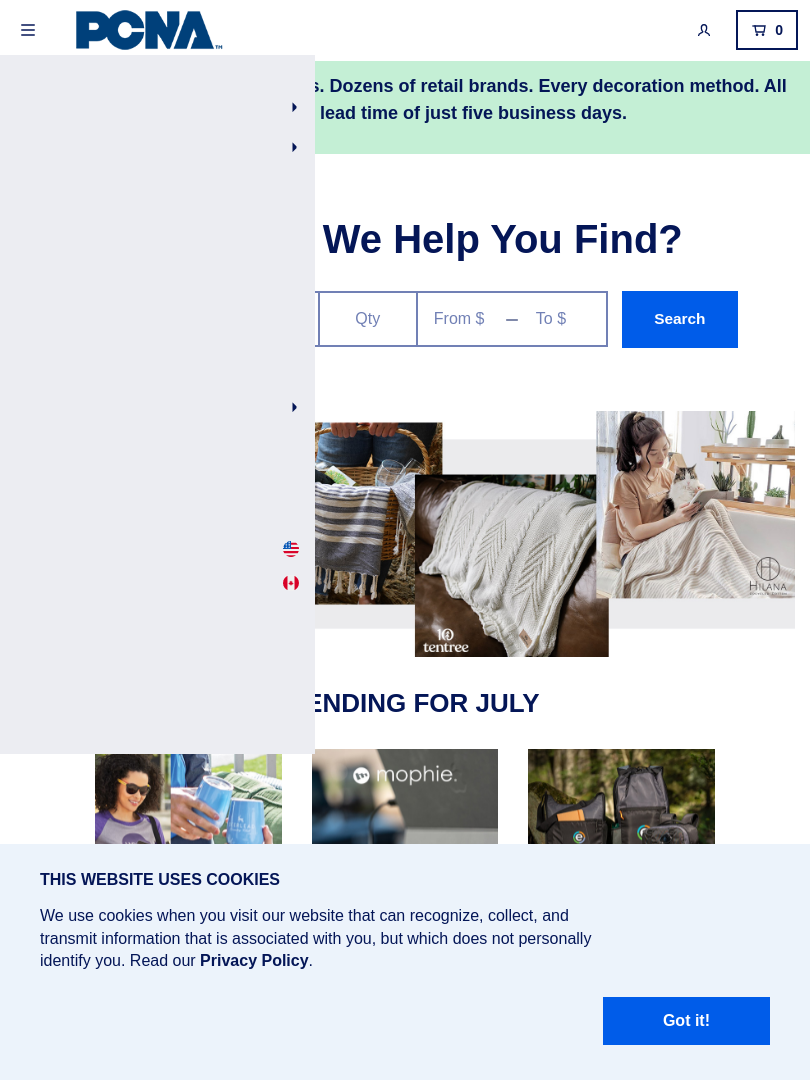 PCNA™
0
s. Dozens of retail brands. Every decoration method. All
lead time of just five business days.
We Help You Find?
Qty
From $ – To $
Search
HILANA
10
tentree
ENDING FOR JULY
mophie.
THIS WEBSITE USES COOKIES
We use cookies when you visit our website that can recognize, collect, and
transmit information that is associated with you, but which does not personally
identify you. Read our Privacy Policy.
Got it!